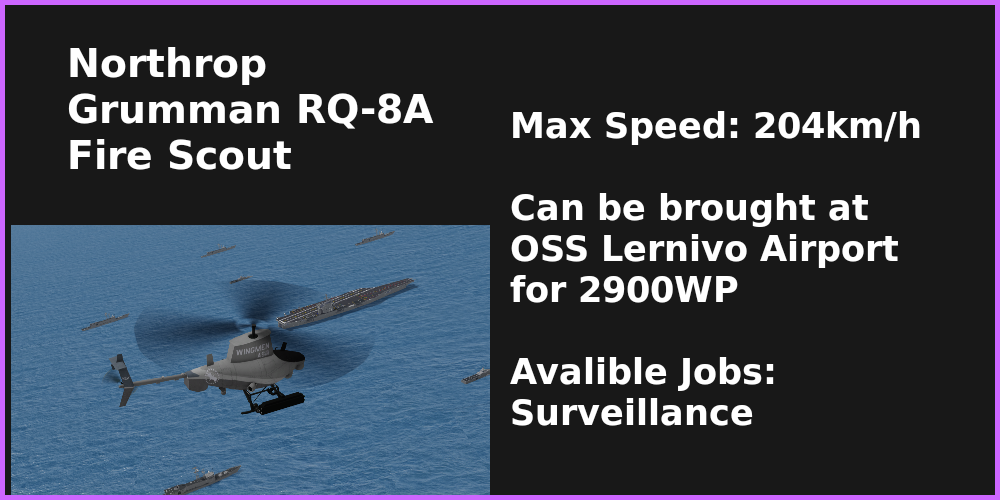 Northrop
Grumman RQ-8A
Fire Scout
Max Speed: 204km/h
Can be brought at
OSS Lernivo Airport
for 2900WP
Avalible Jobs:
Surveillance
WINGMEN